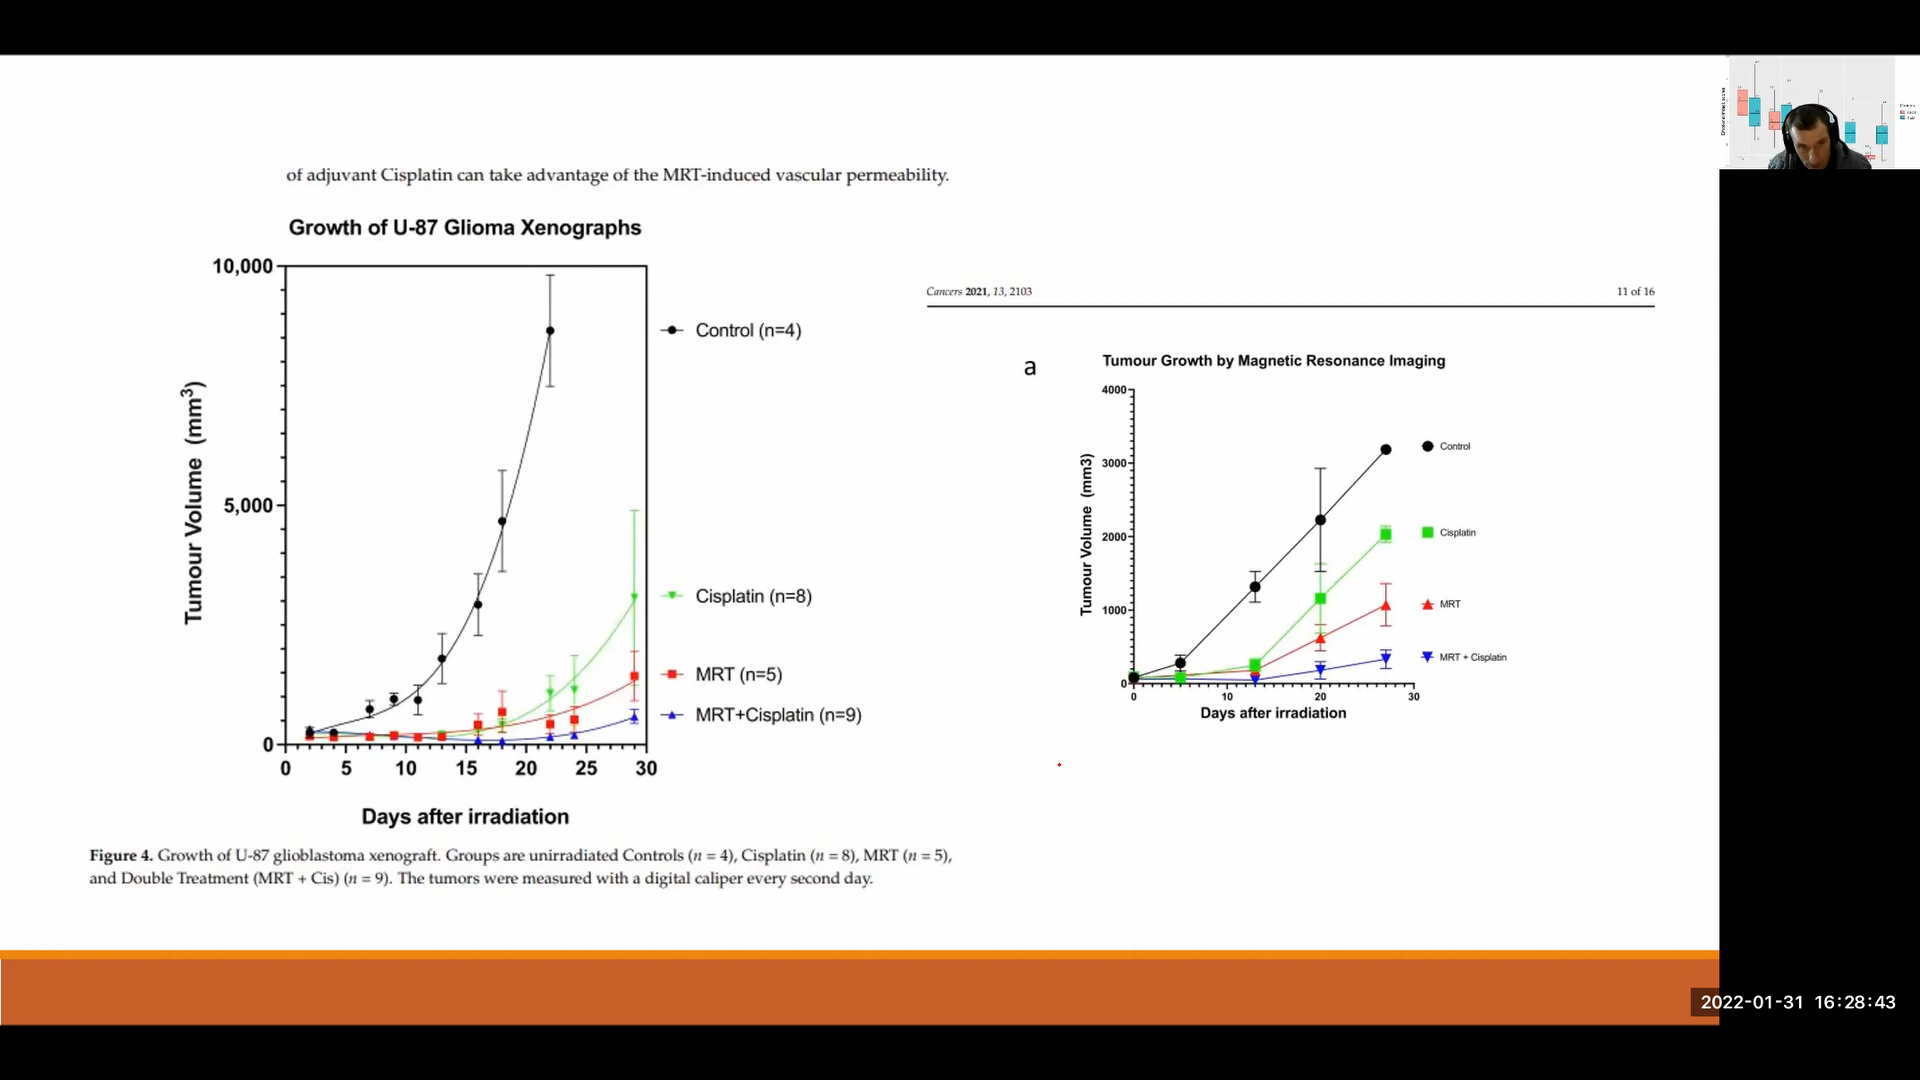 of adjuvant Cisplatin can take advantage of the MRT-induced vascular permeability.
Growth of U-87 Glioma Xenographs
10,000
5,000
0
Tumour Volume (mm3)
0 5 10 15 20 25 30
Days after irradiation
Control (n=4)
Cisplatin (n=8)
MRT (n=5)
MRT+Cisplatin (n=9)
Figure 4. Growth of U-87 glioblastoma xenograft. Groups are unirradiated Controls (n = 4), Cisplatin (n = 8), MRT (n = 5),
and Double Treatment (MRT + Cis) (n = 9). The tumors were measured with a digital caliper every second day.
Cancers 2021, 13, 2103 11 of 16
a
Tumour Growth by Magnetic Resonance Imaging
4000
3000
2000
1000
0
Tumour Volume (mm3)
0 10 20 30
Days after irradiation
Control
Cisplatin
MRT
MRT + Cisplatin
2022-01-31 16:28:43